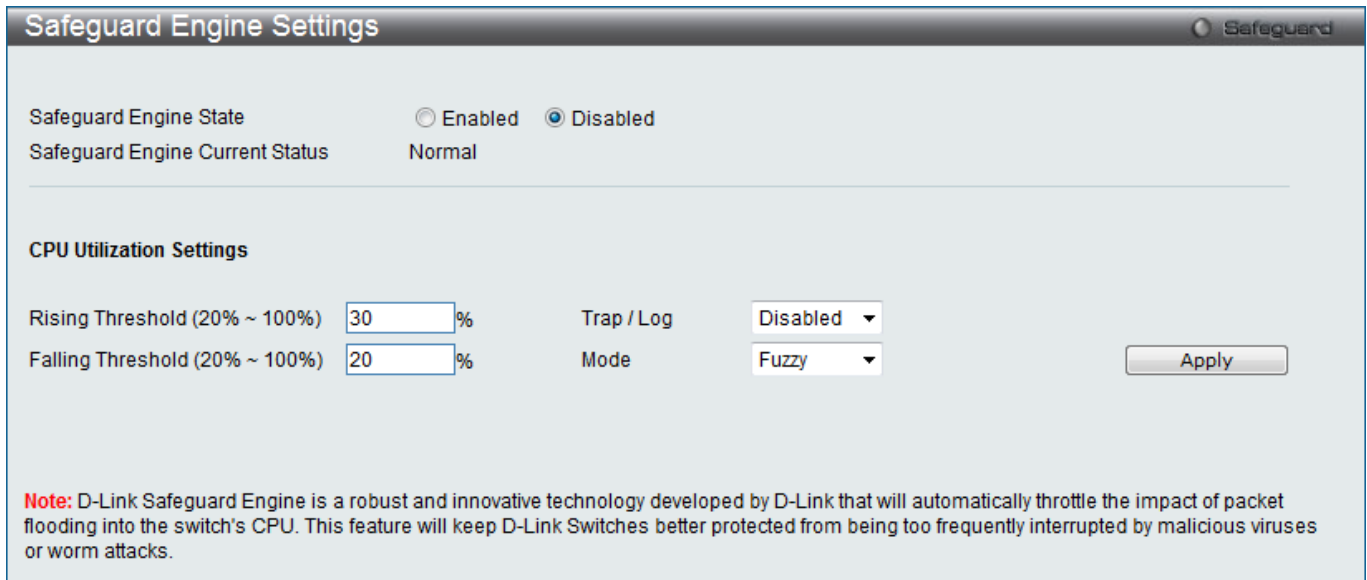 Safeguard Engine Settings
Safeguard
Safeguard Engine State Enabled Disabled
Safeguard Engine Current Status Normal
CPU Utilization Settings
Rising Threshold (20% ~ 100%) 30 % Trap / Log Disabled
Falling Threshold (20% ~ 100%) 20 % Mode Fuzzy Apply
Note: D-Link Safeguard Engine is a robust and innovative technology developed by D-Link that will automatically throttle the impact of packet
flooding into the switch's CPU. This feature will keep D-Link Switches better protected from being too frequently interrupted by malicious viruses
or worm attacks.